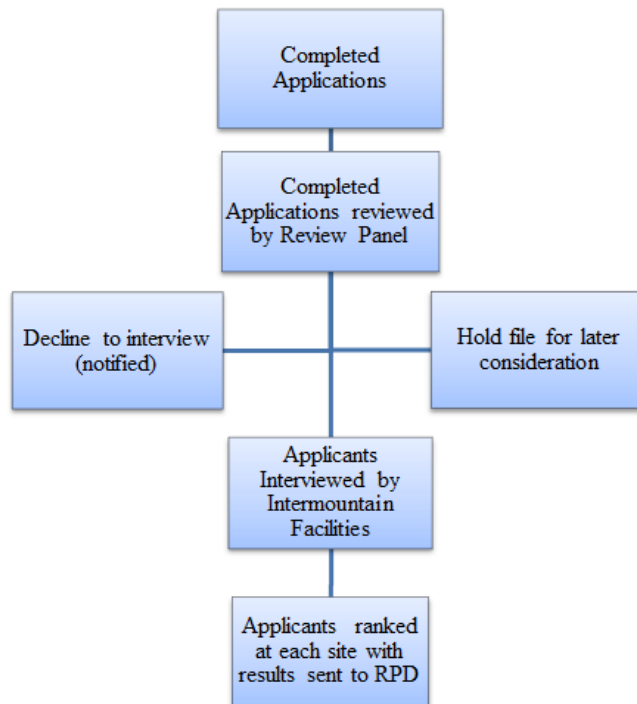 Completed
Applications
Completed
Applications reviewed
by Review Panel
Decline to interview
(notified)
Hold file for later
consideration
Applicants
Interviewed by
Intermountain
Facilities
Applicants ranked
at each site with
results sent to RPD